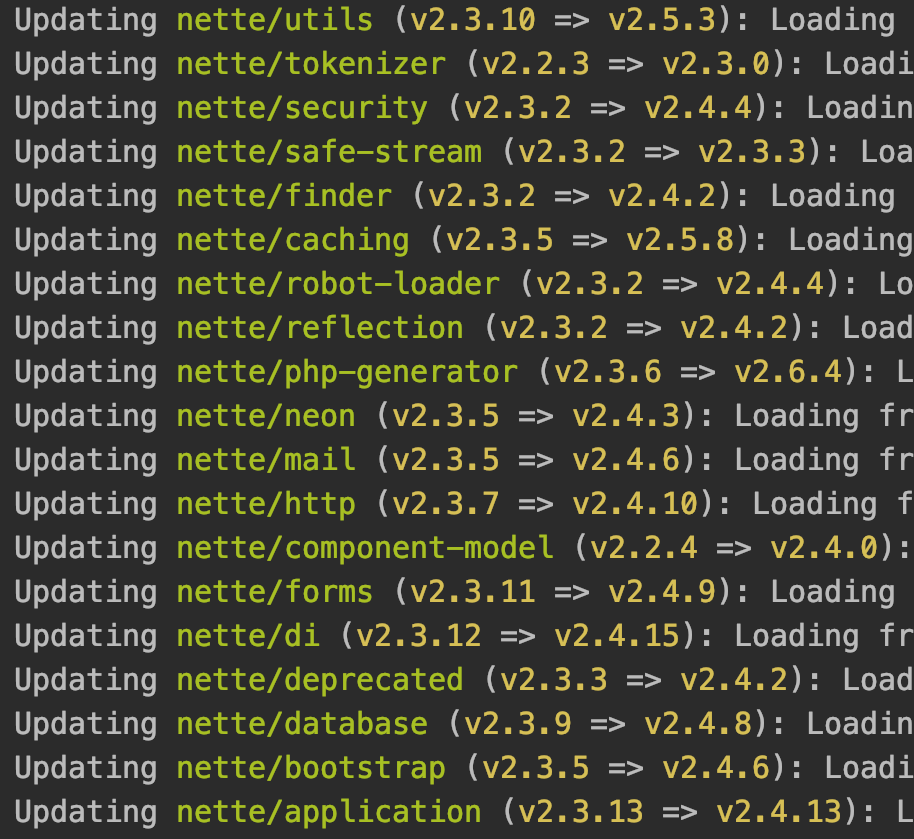 Updating nette/utils (v2.3.10 => v2.5.3): Loading
Updating nette/tokenizer (v2.2.3 => v2.3.0): Loadi
Updating nette/security (v2.3.2 => v2.4.4): Loadin
Updating nette/safe-stream (v2.3.2 => v2.3.3): Loa
Updating nette/finder (v2.3.2 => v2.4.2): Loading
Updating nette/caching (v2.3.5 => v2.5.8): Loading
Updating nette/robot-loader (v2.3.2 => v2.4.4): Lo
Updating nette/reflection (v2.3.2 => v2.4.2): Load
Updating nette/php-generator (v2.3.6 => v2.6.4): L
Updating nette/neon (v2.3.5 => v2.4.3): Loading fr
Updating nette/mail (v2.3.5 => v2.4.6): Loading fr
Updating nette/http (v2.3.7 => v2.4.10): Loading f
Updating nette/component-model (v2.2.4 => v2.4.0):
Updating nette/forms (v2.3.11 => v2.4.9): Loading
Updating nette/di (v2.3.12 => v2.4.15): Loading fr
Updating nette/deprecated (v2.3.3 => v2.4.2): Load
Updating nette/database (v2.3.9 => v2.4.8): Loadin
Updating nette/bootstrap (v2.3.5 => v2.4.6): Loadi
Updating nette/application (v2.3.13 => v2.4.13): L